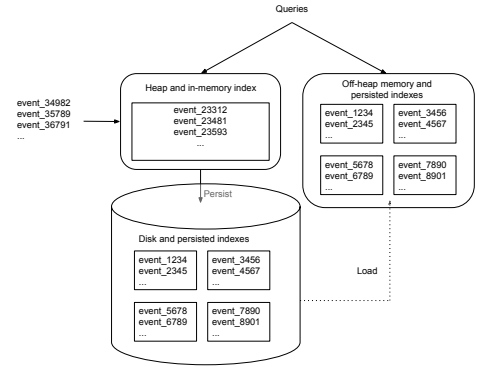 Queries
Heap and in-memory index
event_23312
event_23481
event_23593
...
Off-heap memory and
persisted indexes
event_1234
event_2345
...
event_3456
event_4567
...
event_5678
event_6789
...
event_7890
event_8901
...
event_34982
event_35789
event_36791
...
Persist
Disk and persisted indexes
event_1234
event_2345
...
event_3456
event_4567
...
event_5678
event_6789
...
event_7890
event_8901
...
Load